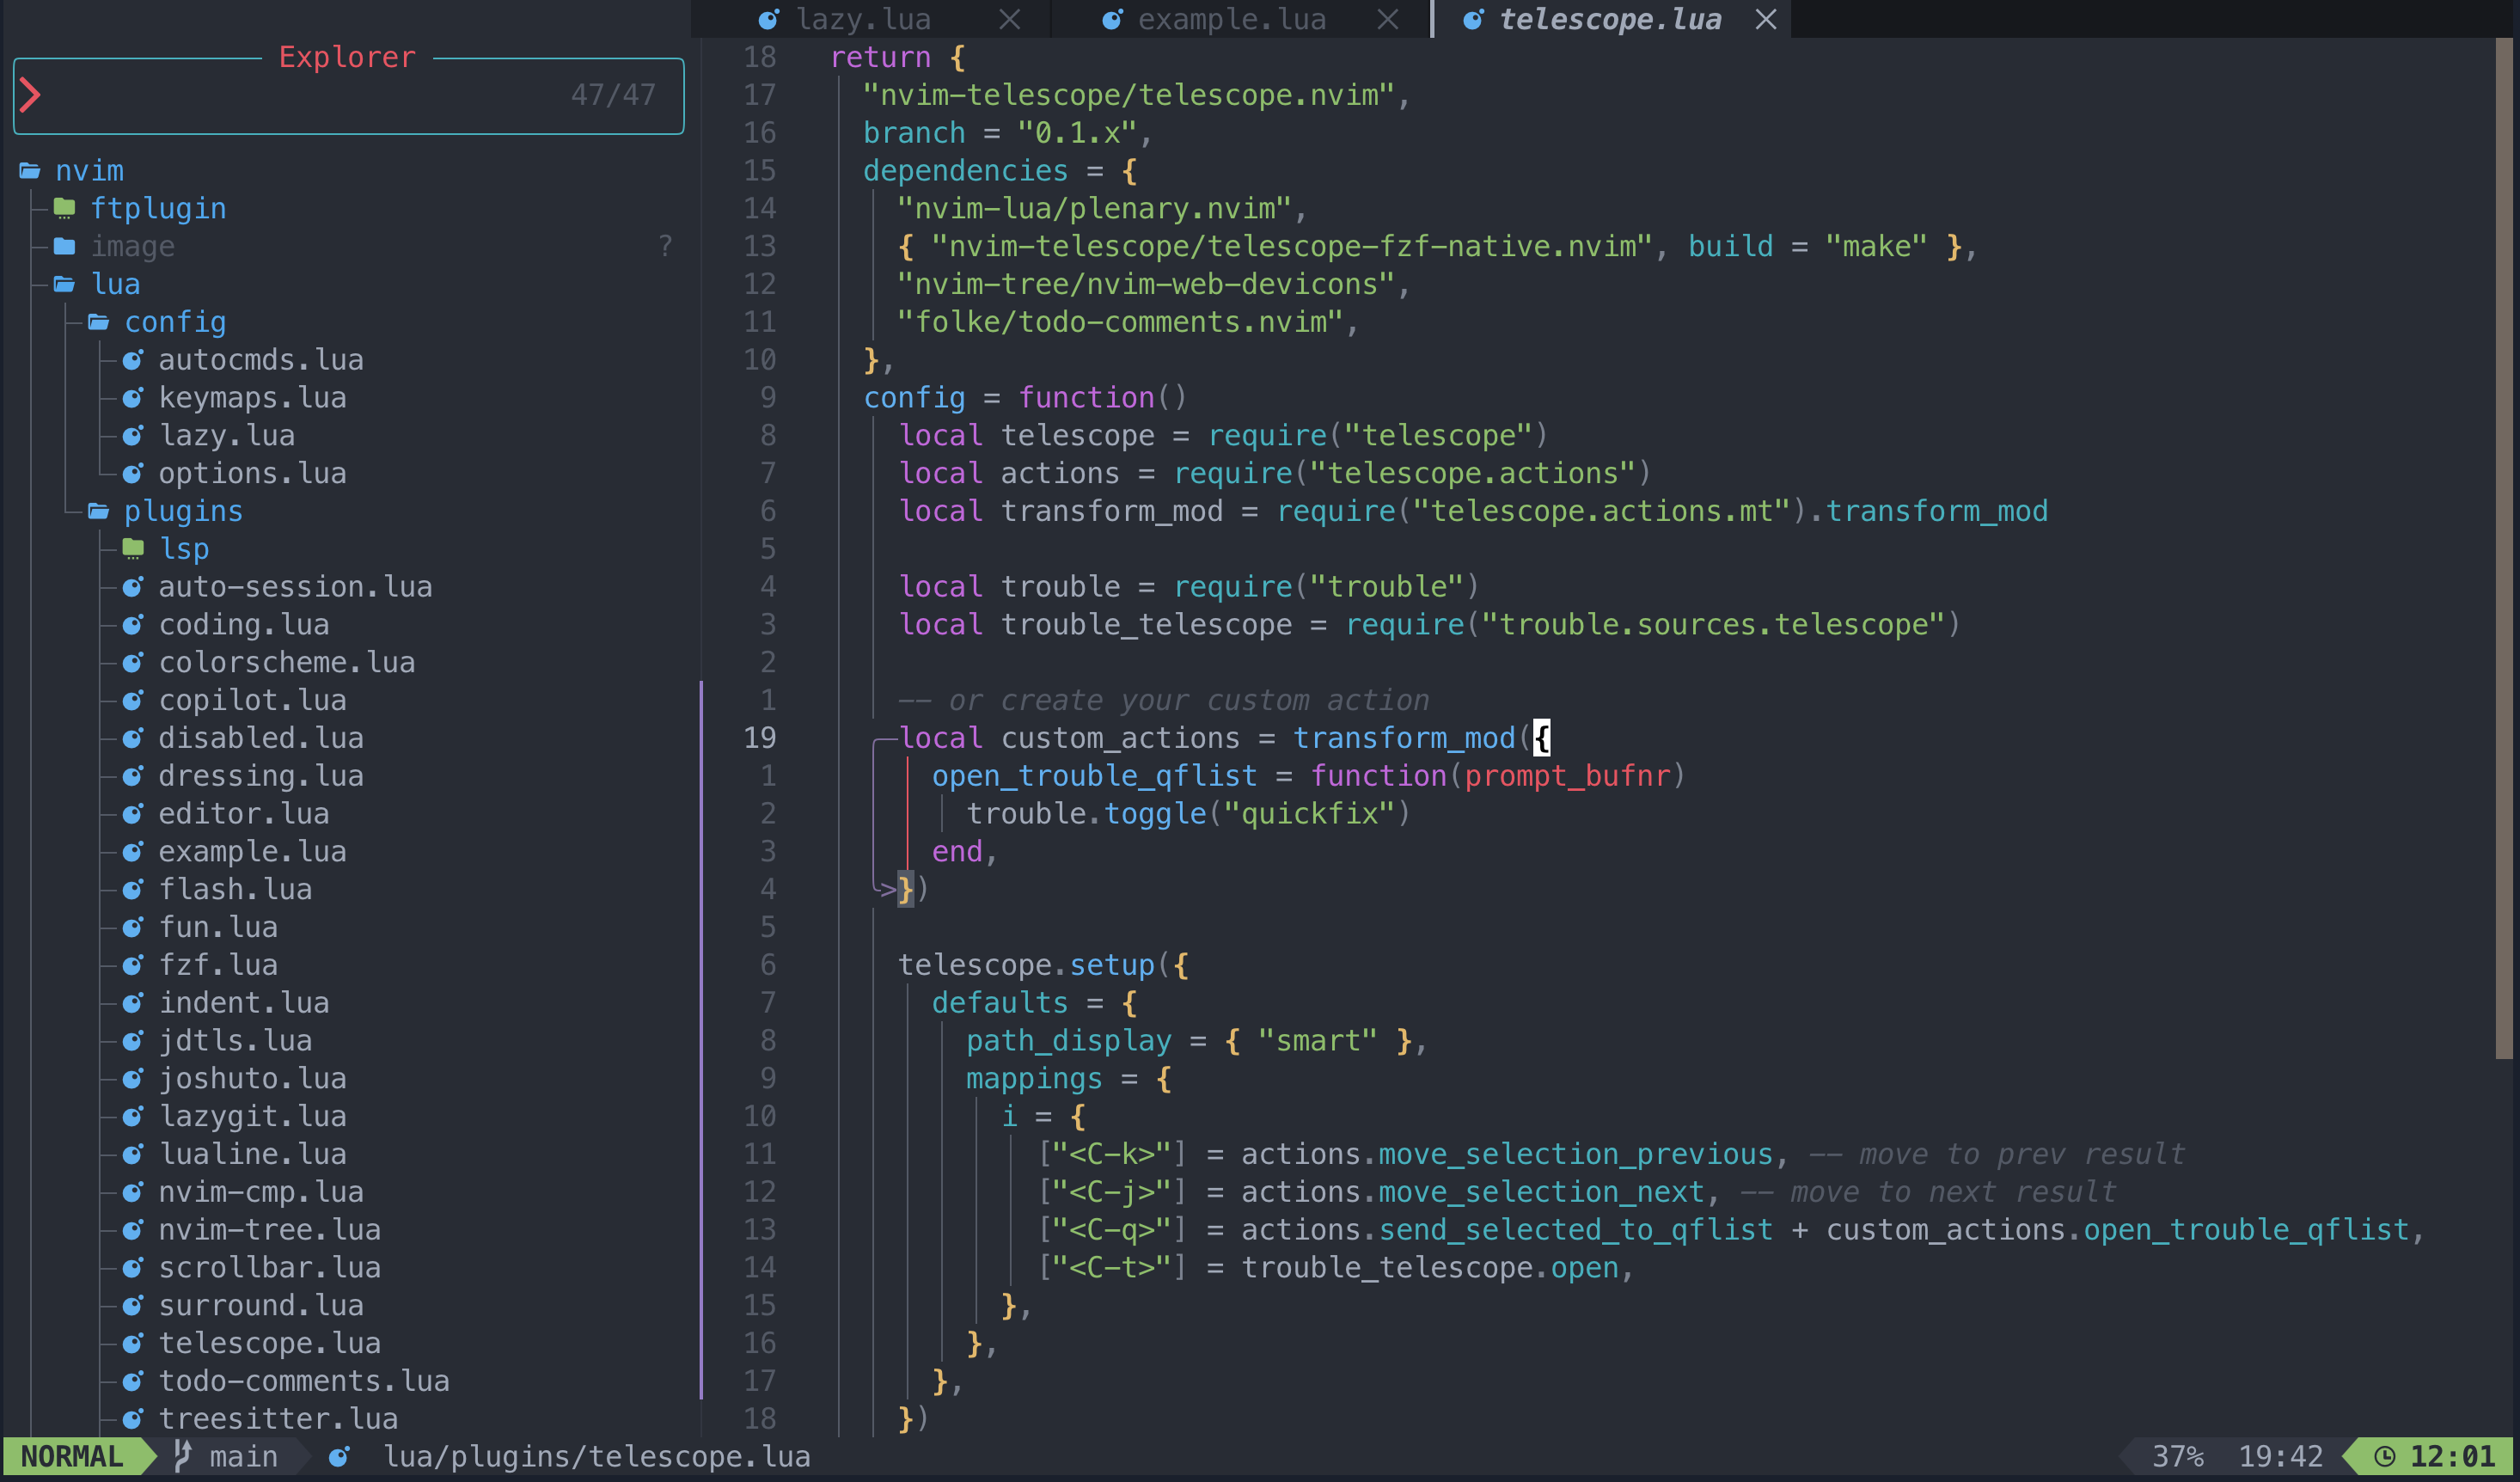 lazy.lua
example.lua
telescope.lua
Explorer
47/47
nvim
ftplugin
image ?
lua
config
autocmds.lua
keymaps.lua
lazy.lua
options.lua
plugins
lsp
auto-session.lua
coding.lua
colorscheme.lua
copilot.lua
disabled.lua
dressing.lua
editor.lua
example.lua
flash.lua
fun.lua
fzf.lua
indent.lua
jdtls.lua
joshuto.lua
lazygit.lua
lualine.lua
nvim-cmp.lua
nvim-tree.lua
scrollbar.lua
surround.lua
telescope.lua
todo-comments.lua
treesitter.lua
18 return {
17 "nvim-telescope/telescope.nvim",
16 branch = "0.1.x",
15 dependencies = {
14 "nvim-lua/plenary.nvim",
13 { "nvim-telescope/telescope-fzf-native.nvim", build = "make" },
12 "nvim-tree/nvim-web-devicons",
11 "folke/todo-comments.nvim",
10 },
9 config = function()
8 local telescope = require("telescope")
7 local actions = require("telescope.actions")
6 local transform_mod = require("telescope.actions.mt").transform_mod
5
4 local trouble = require("trouble")
3 local trouble_telescope = require("trouble.sources.telescope")
2
1 -- or create your custom action
19 local custom_actions = transform_mod({
1 open_trouble_qflist = function(prompt_bufnr)
2 trouble.toggle("quickfix")
3 end,
4 >})
5
6 telescope.setup({
7 defaults = {
8 path_display = { "smart" },
9 mappings = {
10 i = {
11 ["<C-k>"] = actions.move_selection_previous, -- move to prev result
12 ["<C-j>"] = actions.move_selection_next, -- move to next result
13 ["<C-q>"] = actions.send_selected_to_qflist + custom_actions.open_trouble_qflist,
14 ["<C-t>"] = trouble_telescope.open,
15 },
16 },
17 },
18 })
NORMAL main lua/plugins/telescope.lua 37% 19:42 12:01